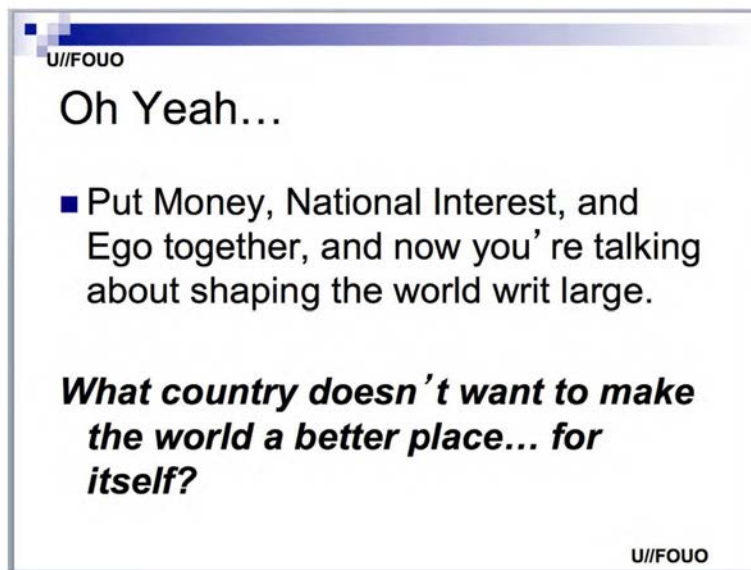 U//FOUO
Oh Yeah…
Put Money, National Interest, and
Ego together, and now you’re talking
about shaping the world writ large.
What country doesn’t want to make
the world a better place… for
itself?
U//FOUO